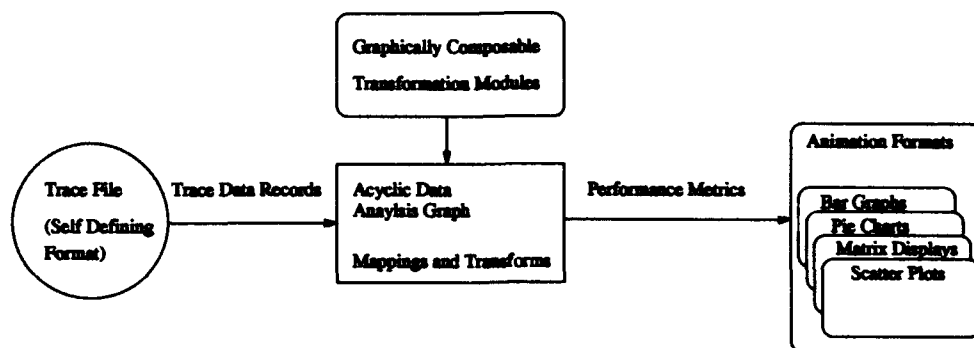 Graphically Composable
Transformation Modules
Animation Formats
Trace File
(Self Defining
Format)
Trace Data Records
Acyclic Data
Anaylsis Graph
Mappings and Transforms
Performance Metrics
Bar Graphs
Pie Charts
Matrix Displays
Scatter Plots